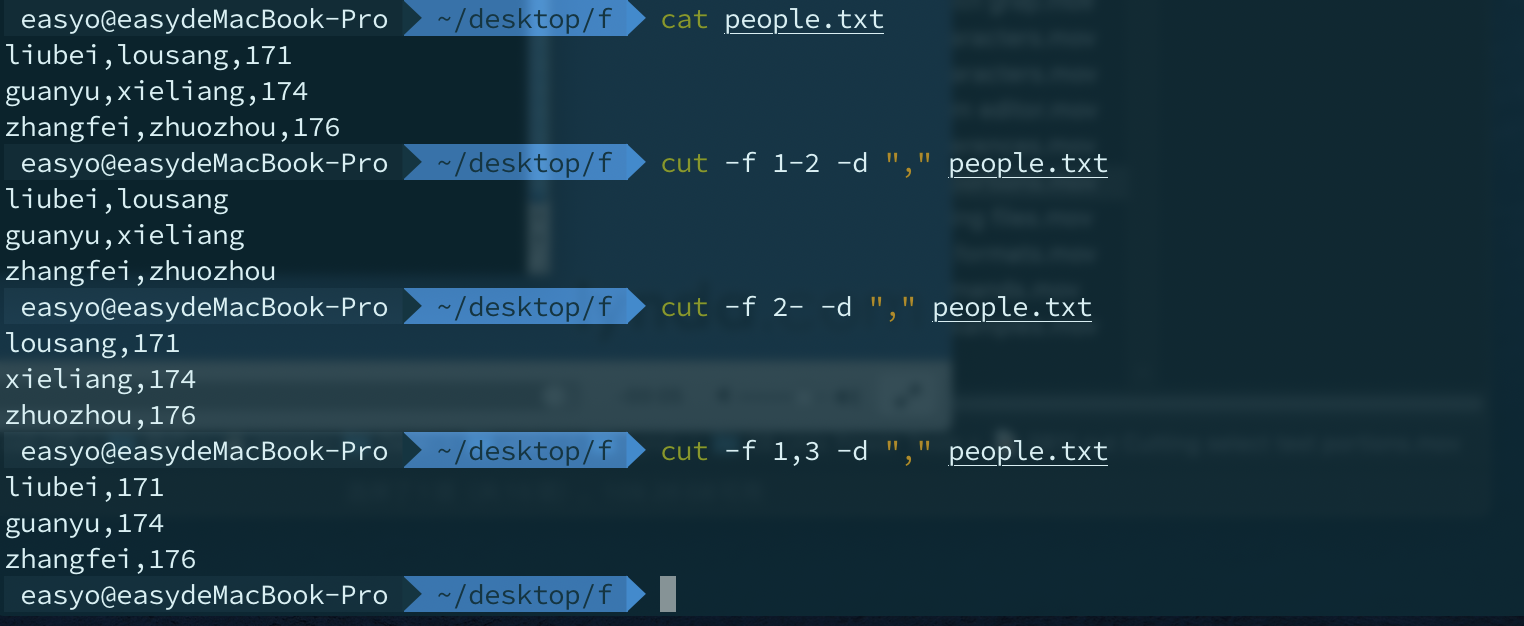 easyo@easydeMacBook-Pro ~/desktop/f cat people.txt
liubei,lousang,171
guanyu,xieliang,174
zhangfei,zhuozhou,176
easyo@easydeMacBook-Pro ~/desktop/f cut -f 1-2 -d "," people.txt
liubei,lousang
guanyu,xieliang
zhangfei,zhuozhou
easyo@easydeMacBook-Pro ~/desktop/f cut -f 2- -d "," people.txt
lousang,171
xieliang,174
zhuozhou,176
easyo@easydeMacBook-Pro ~/desktop/f cut -f 1,3 -d "," people.txt
liubei,171
guanyu,174
zhangfei,176
easyo@easydeMacBook-Pro ~/desktop/f